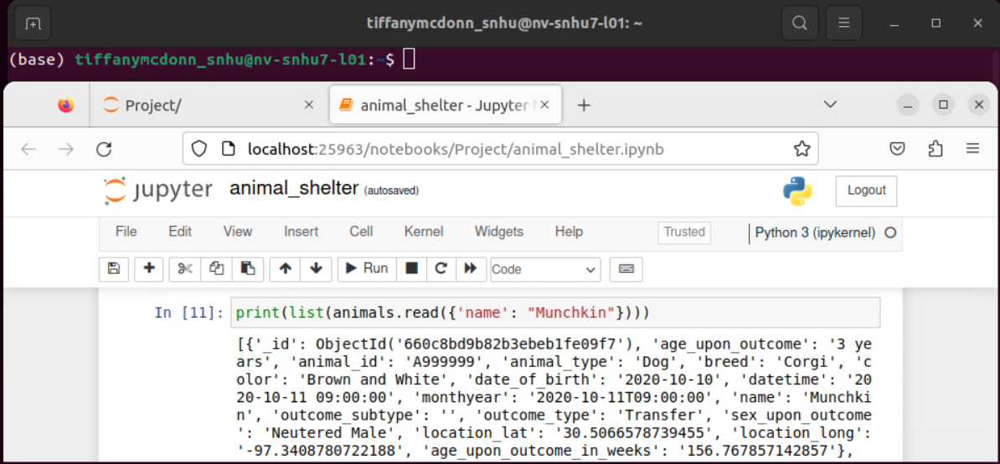 tiffanymcdonn_snhu@nv-snhu7-l01: ~
(base) tiffanymcdonn_snhu@nv-snhu7-l01:~$
Project/
animal_shelter - Jupyter
localhost:25963/notebooks/Project/animal_shelter.ipynb
jupyter animal_shelter (autosaved) Logout
File Edit View Insert Cell Kernel Widgets Help Trusted Python 3 (ipykernel)
Run Code
In [11]: print(list(animals.read({'name': "Munchkin"})))
[{'_id': ObjectId('660c8bd9b82b3ebeb1fe09f7'), 'age_upon_outcome': '3 ye
ars', 'animal_id': 'A999999', 'animal_type': 'Dog', 'breed': 'Corgi', 'c
olor': 'Brown and White', 'date_of_birth': '2020-10-10', 'datetime': '20
20-10-11 09:00:00', 'monthyear': '2020-10-11T09:00:00', 'name': 'Munchki
n', 'outcome_subtype': '', 'outcome_type': 'Transfer', 'sex_upon_outcome
': 'Neutered Male', 'location_lat': '30.5066578739455', 'location_long':
'-97.3408780722188', 'age_upon_outcome_in_weeks': '156.767857142857'},